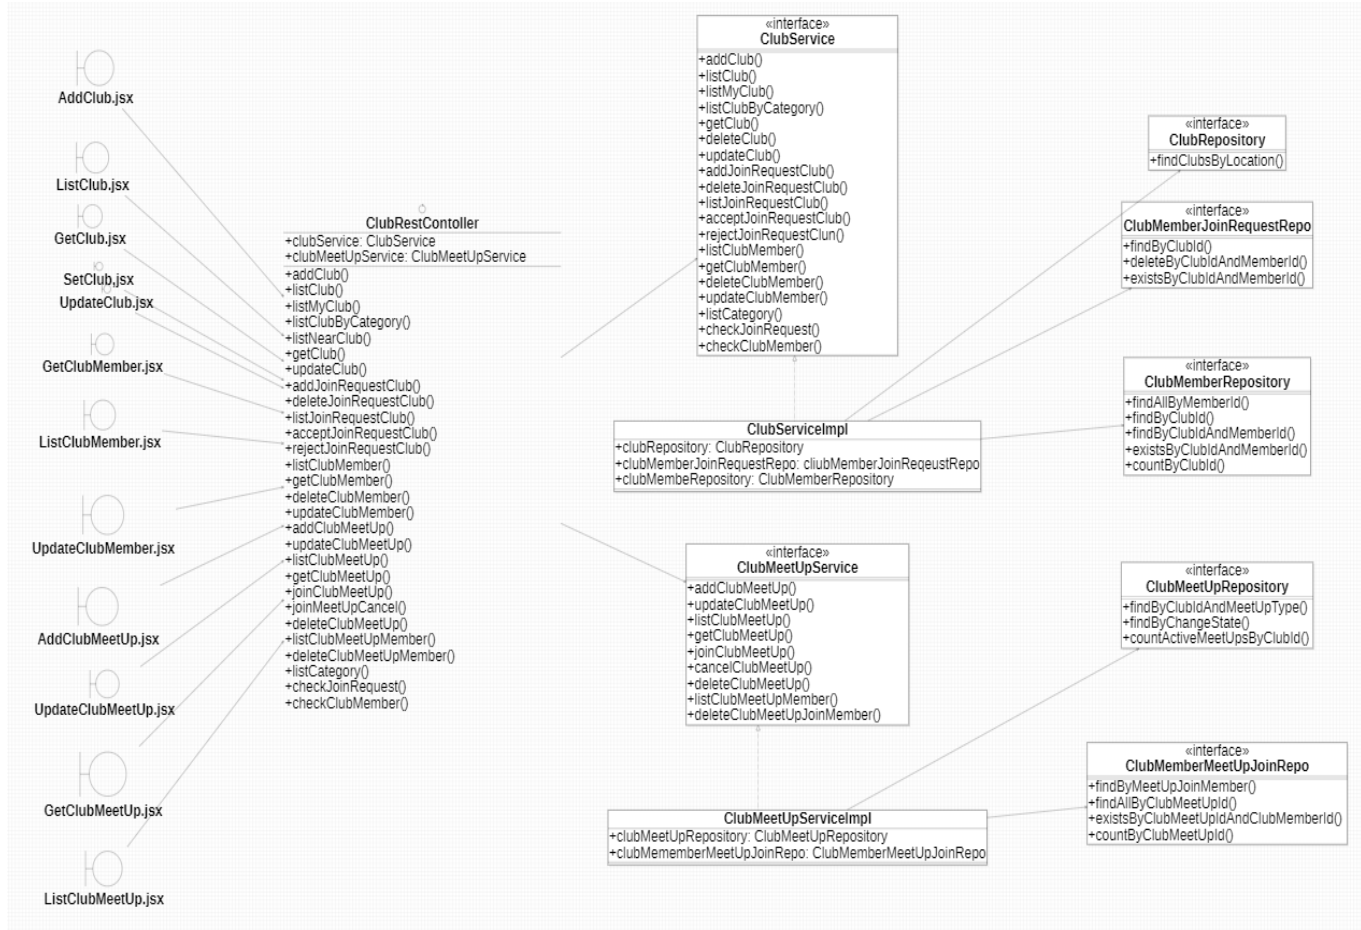 AddClub.jsx
ListClub.jsx
GetClub.jsx
SetClub,jsx
UpdateClub.jsx
GetClubMember.jsx
ListClubMember.jsx
UpdateClubMember.jsx
AddClubMeetUp.jsx
UpdateClubMeetUp.jsx
GetClubMeetUp.jsx
ListClubMeetUp.jsx
ClubRestContoller
+clubService: ClubService
+clubMeetUpService: ClubMeetUpService
+addClub()
+listClub()
+listMyClub()
+listClubByCategory()
+listNearClub()
+getClub()
+updateClub()
+addJoinRequestClub()
+deleteJoinRequestClub()
+listJoinRequestClub()
+acceptJoinRequestClub()
+rejectJoinRequestClub()
+listClubMember()
+getClubMember()
+deleteClubMember()
+updateClubMember()
+addClubMeetUp()
+updateClubMeetUp()
+listClubMeetUp()
+getClubMeetUp()
+joinClubMeetUp()
+joinMeetUpCancel()
+deleteClubMeetUp()
+listClubMeetUpMember()
+deleteClubMeetUpMember()
+listCategory()
+checkJoinRequest()
+checkClubMember()
«interface»
ClubService
+addClub()
+listClub()
+listMyClub()
+listClubByCategory()
+getClub()
+deleteClub()
+updateClub()
+addJoinRequestClub()
+deleteJoinRequestClub()
+listJoinRequestClub()
+acceptJoinRequestClub()
+rejectJoinRequestClun()
+listClubMember()
+getClubMember()
+deleteClubMember()
+updateClubMember()
+listCategory()
+checkJoinRequest()
+checkClubMember()
ClubServiceImpl
+clubRepository: ClubRepository
+clubMemberJoinRequestRepo: cliubMemberJoinReqeustRepo
+clubMembeRepository: ClubMemberRepository
«interface»
ClubMeetUpService
+addClubMeetUp()
+updateClubMeetUp()
+listClubMeetUp()
+getClubMeetUp()
+joinClubMeetUp()
+cancelClubMeetUp()
+deleteClubMeetUp()
+listClubMeetUpMember()
+deleteClubMeetUpJoinMember()
ClubMeetUpServiceImpl
+clubMeetUpRepository: ClubMeetUpRepository
+clubMememberMeetUpJoinRepo: ClubMemberMeetUpJoinRepo
«interface»
ClubRepository
+findClubsByLocation()
«interface»
ClubMemberJoinRequestRepo
+findByClubId()
+deleteByClubIdAndMemberId()
+existsByClubIdAndMemberId()
«interface»
ClubMemberRepository
+findAllByMemberId()
+findByClubId()
+findByClubIdAndMemberId()
+existsByClubIdAndMemberId()
+countByClubId()
«interface»
ClubMeetUpRepository
+findByClubIdAndMeetUpType()
+findByChangeState()
+countActiveMeetUpsByClubId()
«interface»
ClubMemberMeetUpJoinRepo
+findByMeetUpJoinMember()
+findAllByClubMeetUpId()
+existsByClubMeetUpIdAndClubMemberId()
+countByClubMeetUpId()